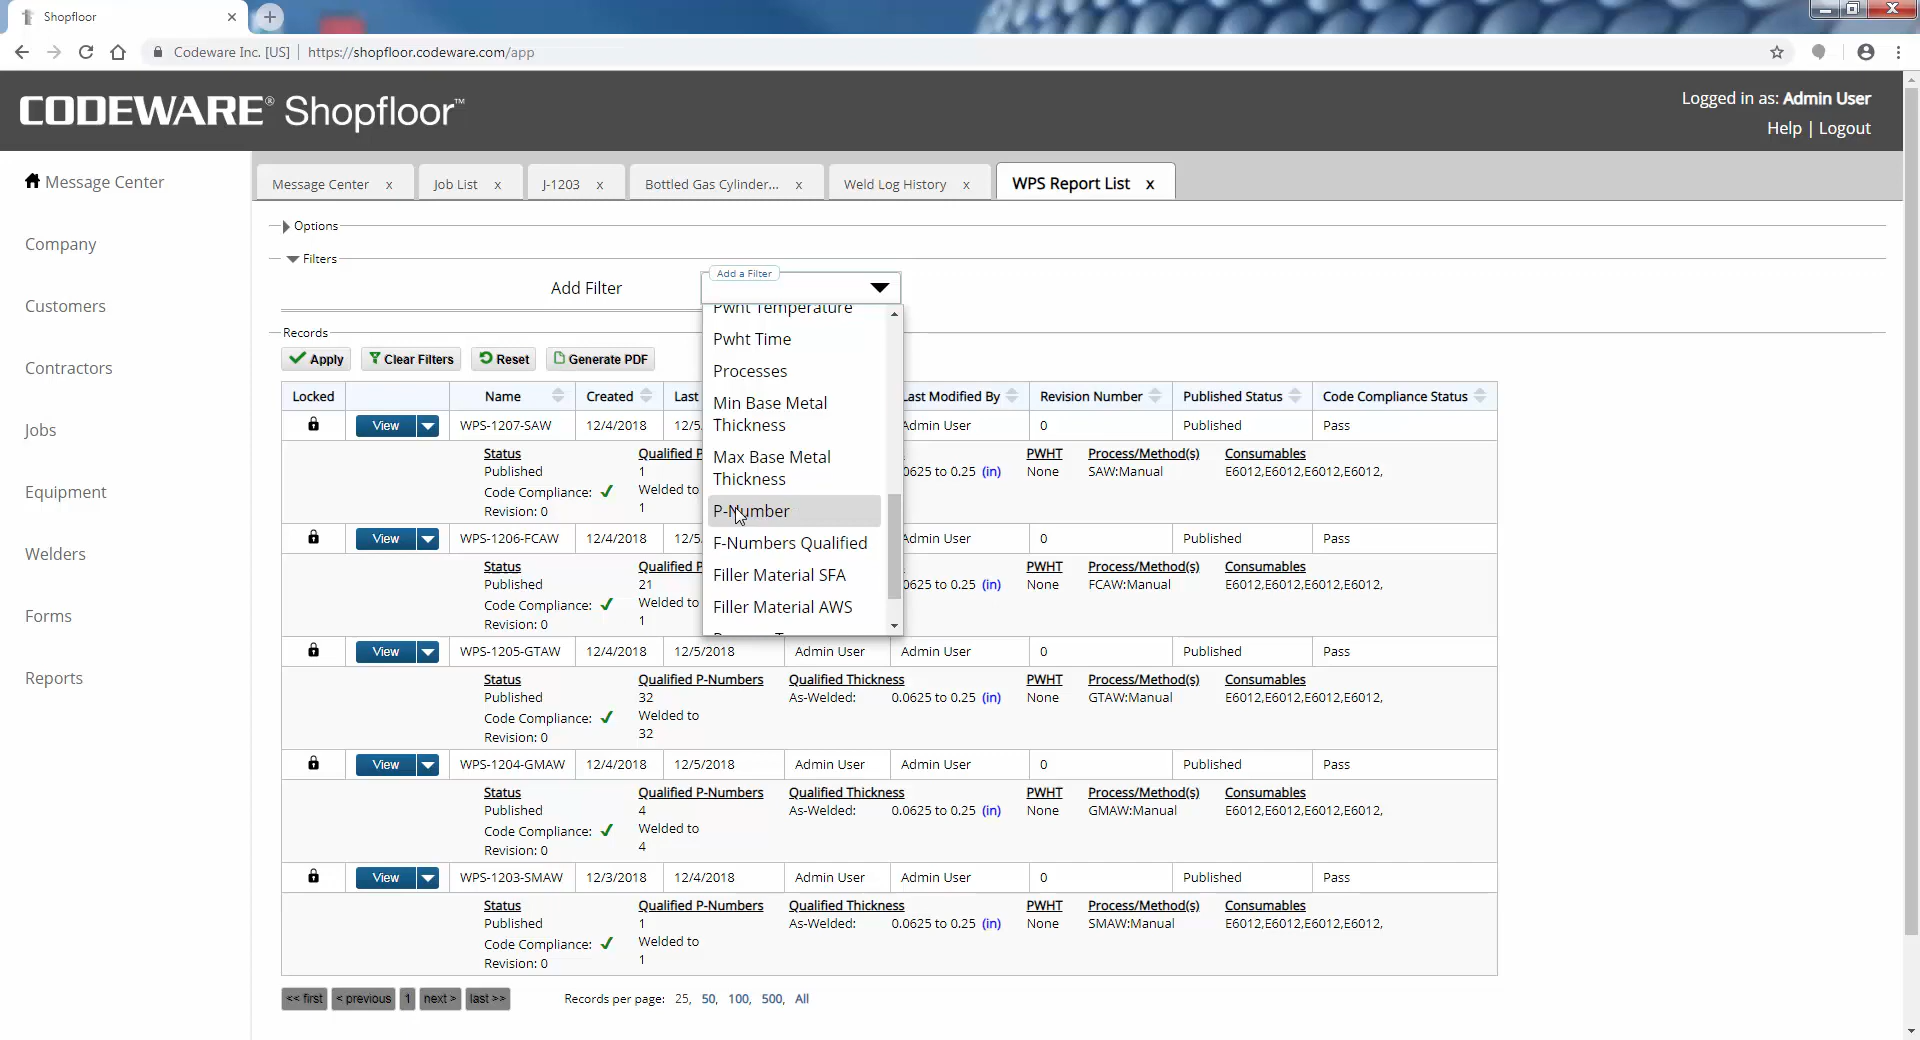 Shopfloor
Codeware Inc. [US] | https://shopfloor.codeware.com/app
CODEWARE® Shopfloor™
Logged in as: Admin User
Help | Logout
Message Center
Company
Customers
Contractors
Jobs
Equipment
Welders
Forms
Reports
Message Center x Job List x J-1203 x Bottled Gas Cylinder... x Weld Log History x WPS Report List x
Options
Filters
Add Filter
Add a Filter
Pwht Temperature
Pwht Time
Processes
Min Base Metal
Thickness
Max Base Metal
Thickness
P-Number
F-Numbers Qualified
Filler Material SFA
Filler Material AWS
Records
Apply Clear Filters Reset Generate PDF
Locked Name Created Last Last Modified By Revision Number Published Status Code Compliance Status
View WPS-1207-SAW 12/4/2018 12/5 Admin User 0 Published Pass
Status Qualified P PWHT Process/Method(s) Consumables
Published 1 0625 to 0.25 (in) None SAW:Manual E6012,E6012,E6012,
Code Compliance: Welded to
Revision: 0 1
View WPS-1206-FCAW 12/4/2018 12/5 Admin User 0 Published Pass
Status Qualified P PWHT Process/Method(s) Consumables
Published 21 0625 to 0.25 (in) None FCAW:Manual E6012,E6012,E6012,
Code Compliance: Welded to
Revision: 0 1
View WPS-1205-GTAW 12/4/2018 12/5/2018 Admin User Admin User 0 Published Pass
Status Qualified P-Numbers Qualified Thickness PWHT Process/Method(s) Consumables
Published 32 As-Welded: 0.0625 to 0.25 (in) None GTAW:Manual E6012,E6012,E6012,
Code Compliance: Welded to
Revision: 0 32
View WPS-1204-GMAW 12/4/2018 12/5/2018 Admin User Admin User 0 Published Pass
Status Qualified P-Numbers Qualified Thickness PWHT Process/Method(s) Consumables
Published 4 As-Welded: 0.0625 to 0.25 (in) None GMAW:Manual E6012,E6012,E6012,
Code Compliance: Welded to
Revision: 0 4
View WPS-1203-SMAW 12/3/2018 12/4/2018 Admin User Admin User 0 Published Pass
Status Qualified P-Numbers Qualified Thickness PWHT Process/Method(s) Consumables
Published 1 As-Welded: 0.0625 to 0.25 (in) None SMAW:Manual E6012,E6012,E6012,
Code Compliance: Welded to
Revision: 0 1
<< first < previous 1 next > last >> Records per page: 25, 50, 100, 500, All